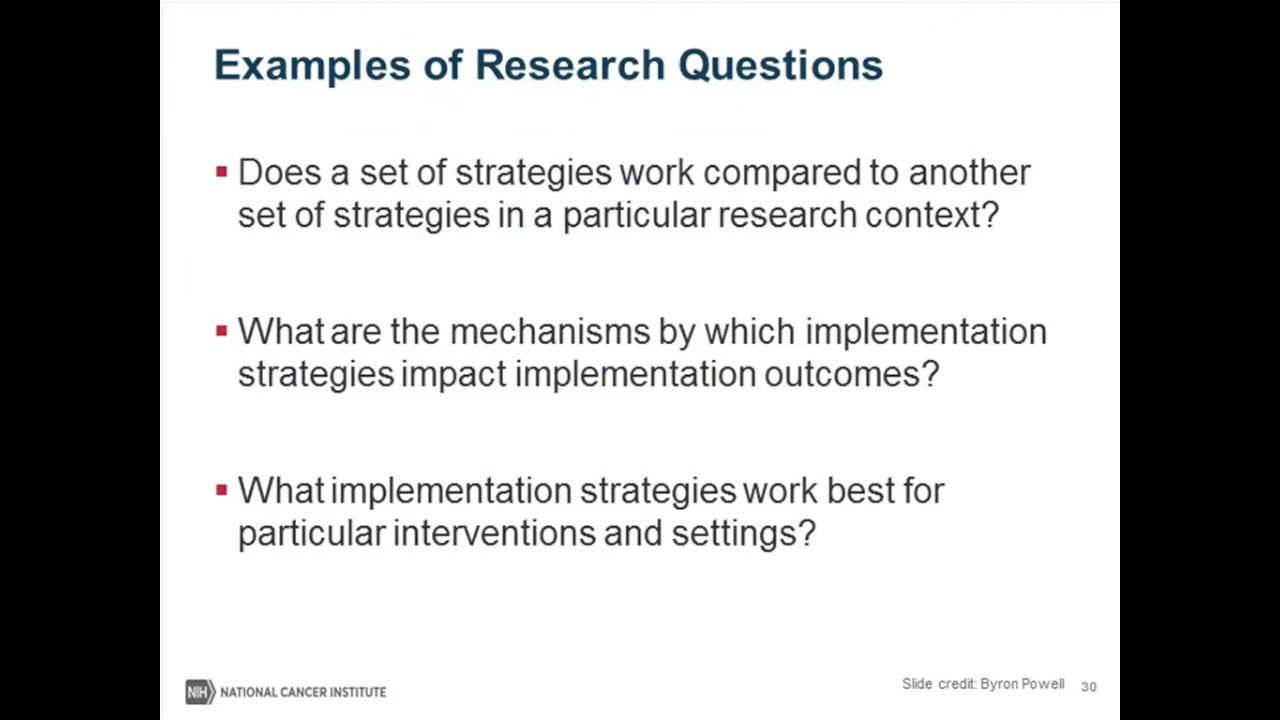 Examples of Research Questions
Does a set of strategies work compared to another
set of strategies in a particular research context?
What are the mechanisms by which implementation
strategies impact implementation outcomes?
What implementation strategies work best for
particular interventions and settings?
NIH NATIONAL CANCER INSTITUTE
Slide credit: Byron Powell 30